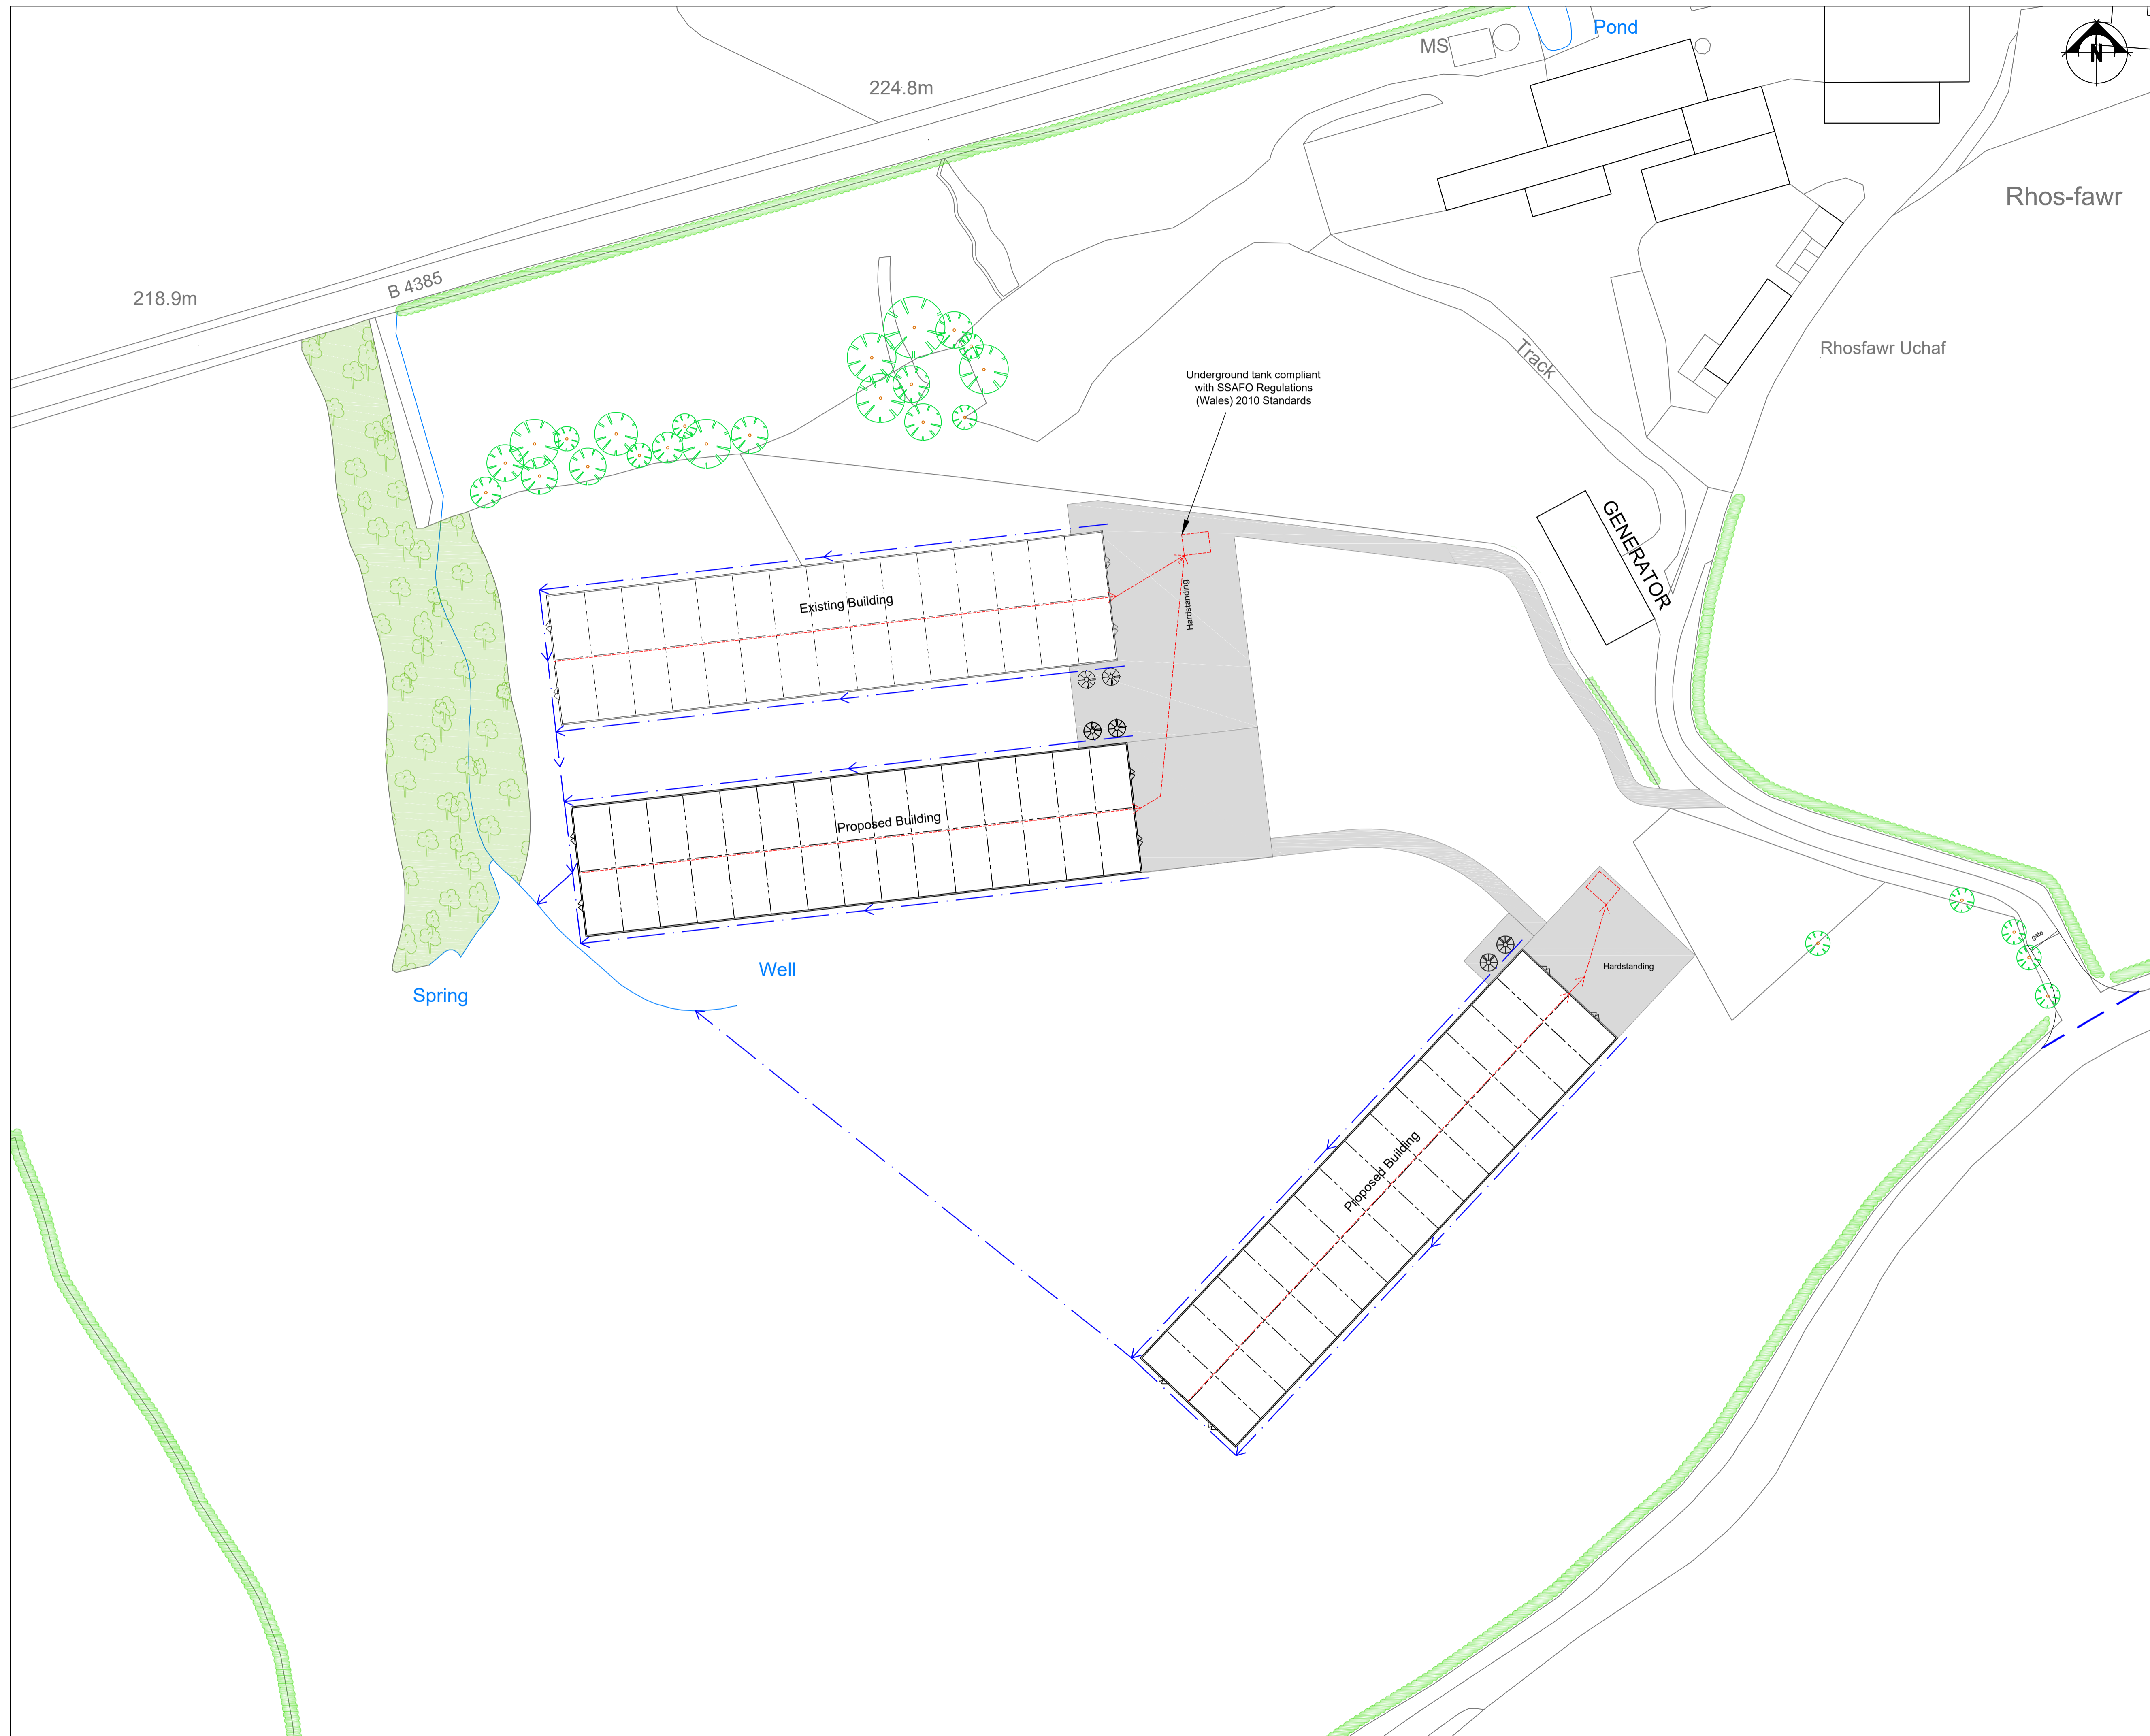 Pond
MS
N
224.8m
Rhos-fawr
B 4385
218.9m
Rhosfawr Uchaf
Track
Underground tank compliant
with SSAFO Regulations
(Wales) 2010 Standards
GENERATOR
Hardstanding
Existing Building
Proposed Building
gate
Well
Hardstanding
Spring
Proposed Building